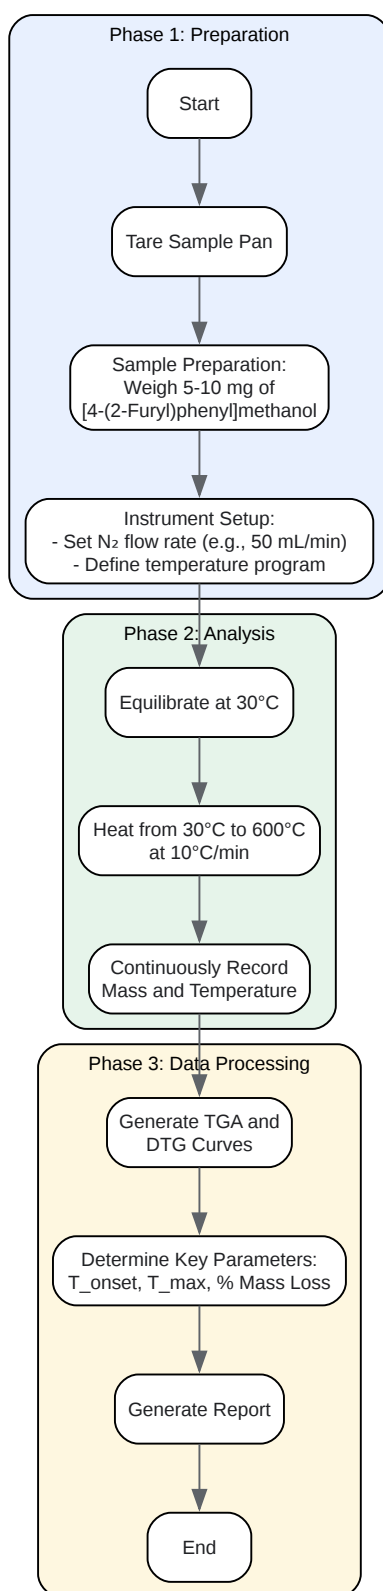 Phase 1: Preparation
Start
Tare Sample Pan
Sample Preparation:
Weigh 5-10 mg of
[4-(2-Furyl)phenyl]methanol
Instrument Setup:
- Set N₂ flow rate (e.g., 50 mL/min)
- Define temperature program
Phase 2: Analysis
Equilibrate at 30°C
Heat from 30°C to 600°C
at 10°C/min
Continuously Record
Mass and Temperature
Phase 3: Data Processing
Generate TGA and
DTG Curves
Determine Key Parameters:
T_onset, T_max, % Mass Loss
Generate Report
End